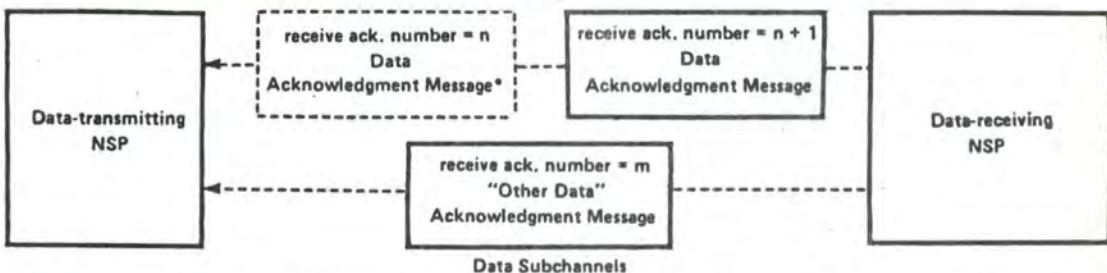 Data-transmitting
NSP
receive ack. number = n
Data
Acknowledgment Message*
receive ack. number = n + 1
Data
Acknowledgment Message
receive ack. number = m
"Other Data"
Acknowledgment Message
Data-receiving
NSP
Data Subchannels